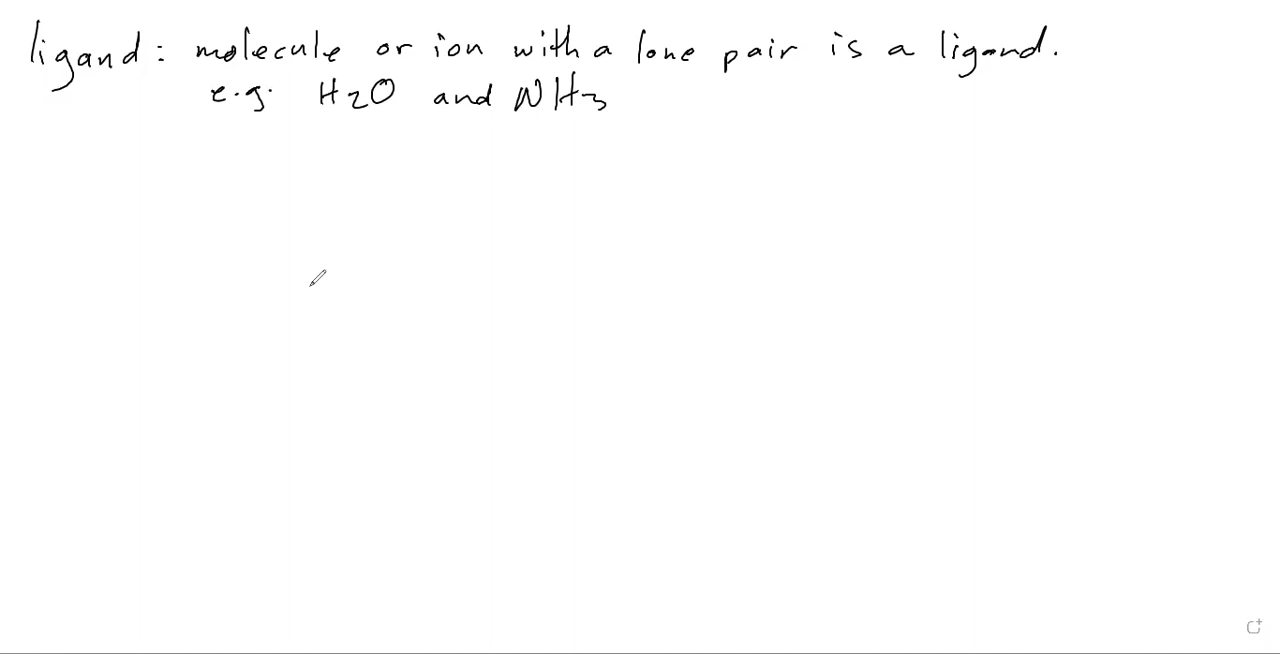 ligand: molecule or ion with a lone pair is a ligand.
e.g. H2O and NH3